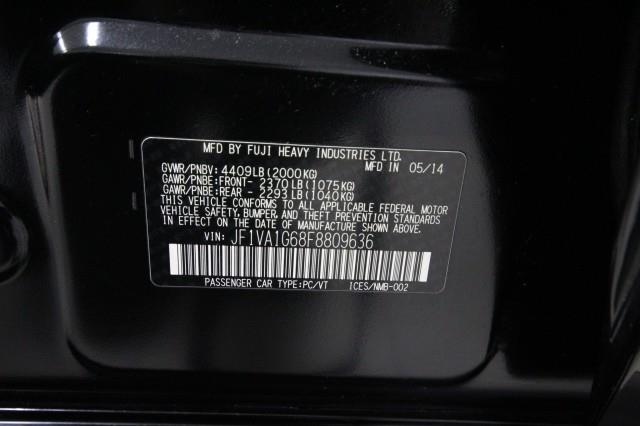 MFD BY FUJI HEAVY INDUSTRIES LTD.
GVWR/PNBV: 4409LB(2000KG) MFD IN 05/14
GAWR/PNBE:FRONT- 2370LB(1075KG)
GAWR/PNBE:REAR - 2293LB(1040KG)
THIS VEHICLE CONFORMS TO ALL APPLICABLE FEDERAL MOTOR
VEHICLE SAFETY, BUMPER, AND THEFT PREVENTION STANDARDS
IN EFFECT ON THE DATE OF MANUFACTURE SHOWN ABOVE.
VIN: JF1VA1G68F8809636
PASSENGER CAR TYPE:PC/VT ICES/NMB-002